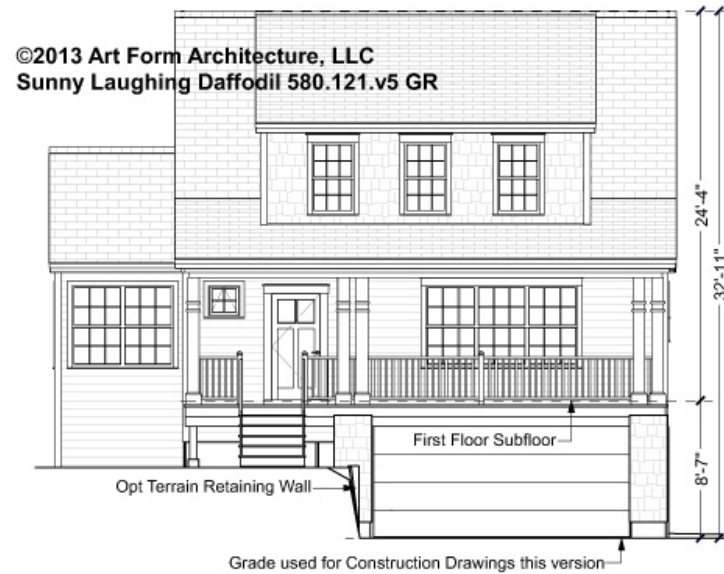 ©2013 Art Form Architecture, LLC
Sunny Laughing Daffodil 580.121.v5 GR
24'-4"
32'-11"
First Floor Subfloor
8'-7"
Opt Terrain Retaining Wall
Grade used for Construction Drawings this version